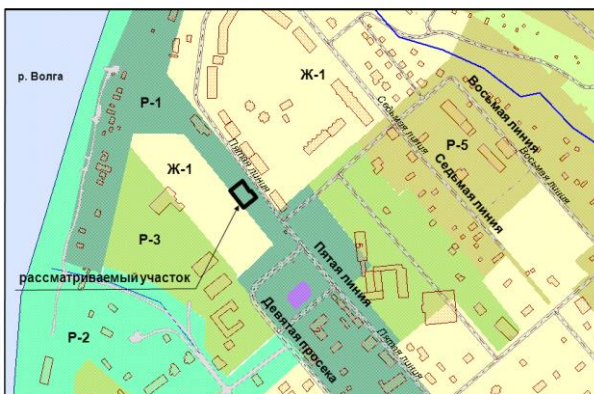 р. Волга
Р-1
Ж-1
Пятая линия
Седьмая линия
Восьмая линия
Р-5
Седьмая линия
Восьмая линия
Ж-1
Р-3
рассматриваемый участок
Пятая линия
Пятая линия
Девятая просека
Р-2